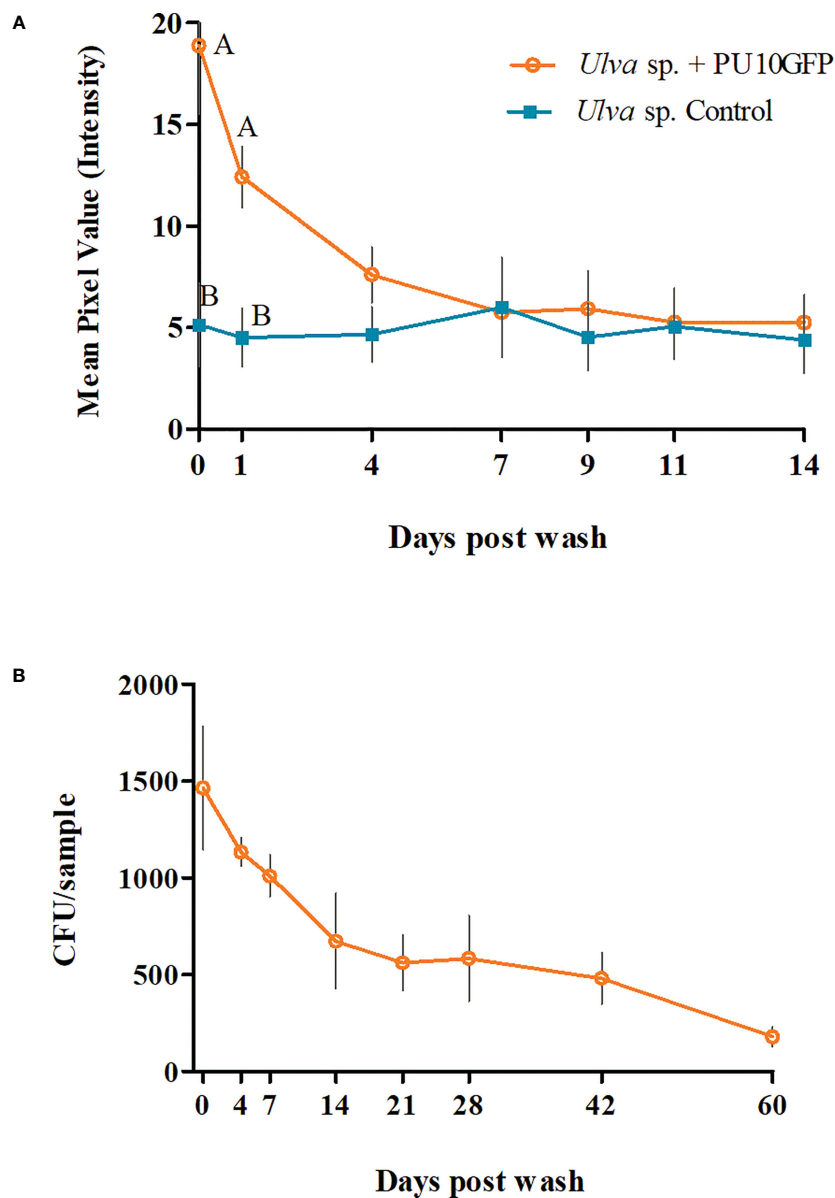 A
Mean Pixel Value (Intensity)
20
15
10
5
0
A
A
B
B
Ulva sp. + PU10GFP
Ulva sp. Control
0 1 4 7 9 11 14
Days post wash
B
CFU/sample
2000
1500
1000
500
0
0 4 7 14 21 28 42 60
Days post wash